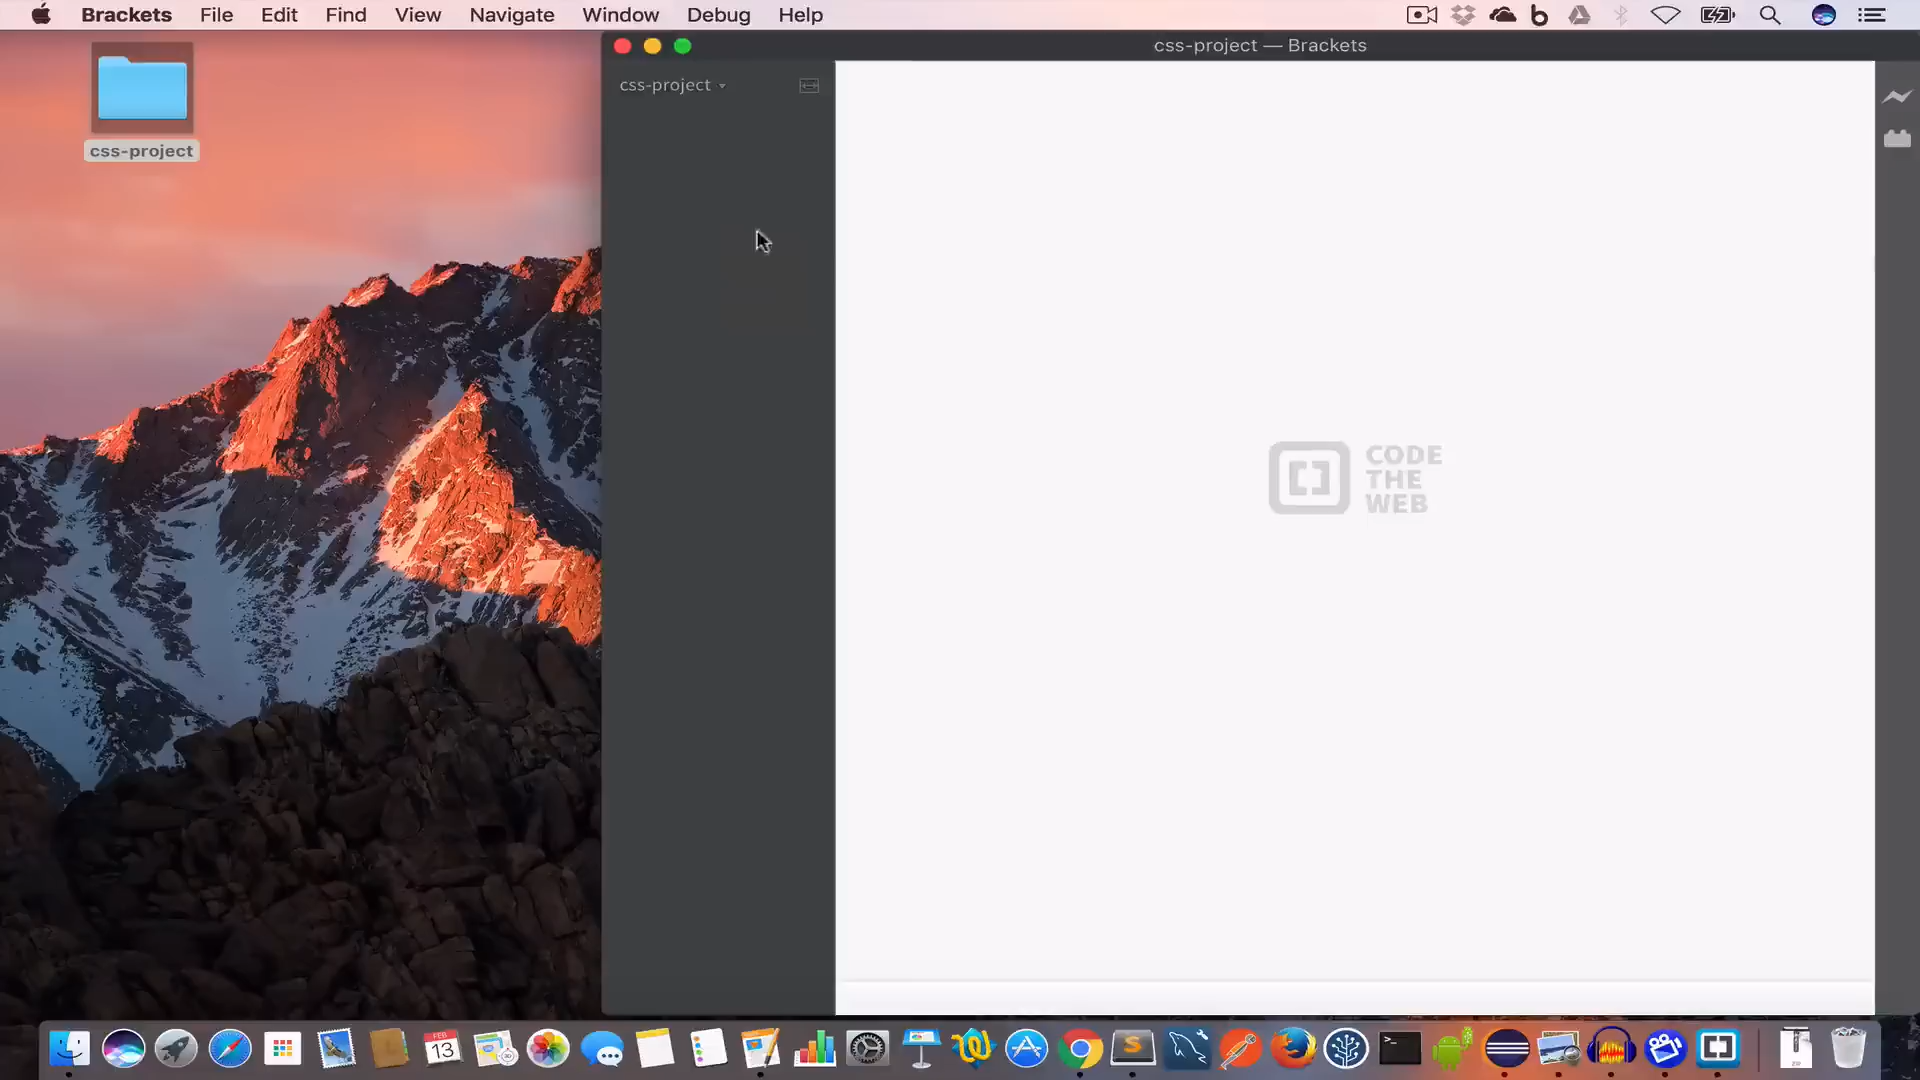 Brackets File Edit Find View Navigate Window Debug Help
css-project — Brackets
css-project
css-project
CODE
THE
WEB
FEB
13